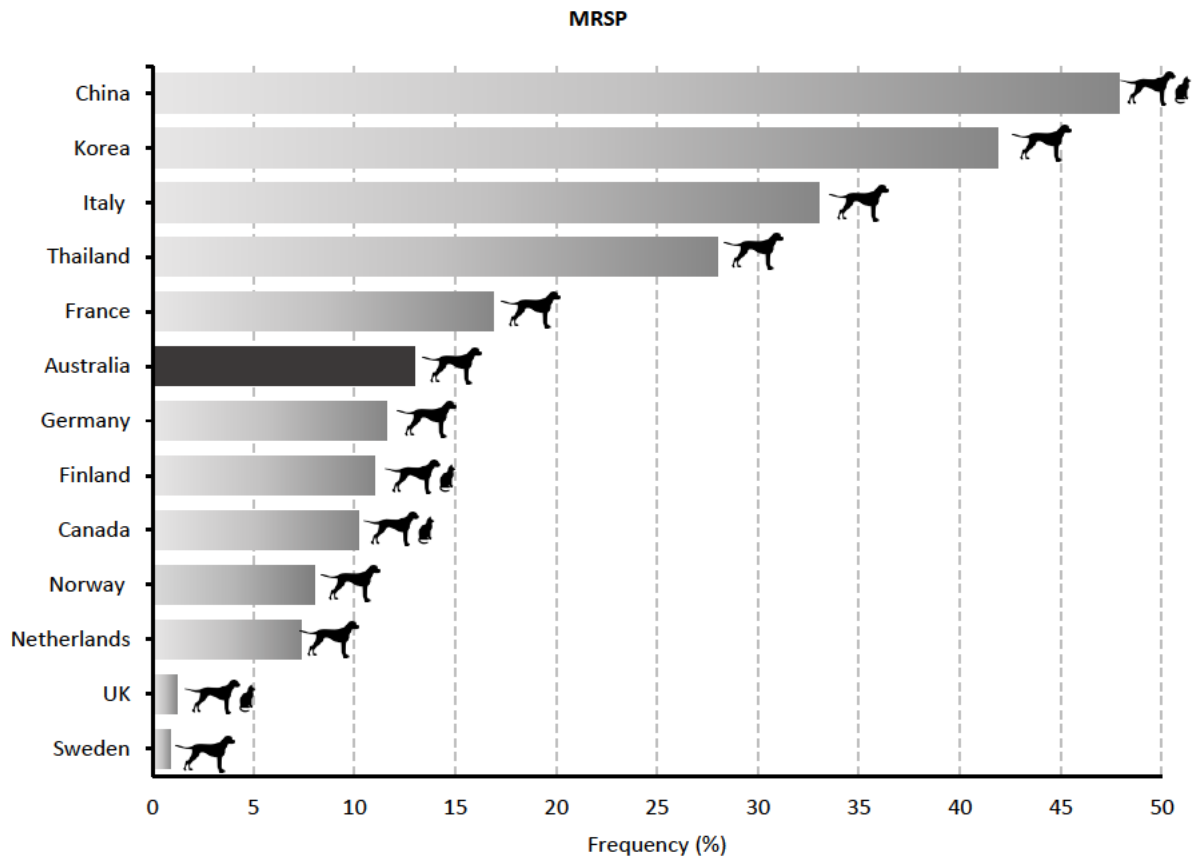 MRSP
China
Korea
Italy
Thailand
France
Australia
Germany
Finland
Canada
Norway
Netherlands
UK
Sweden
0 5 10 15 20 25 30 35 40 45 50
Frequency (%)